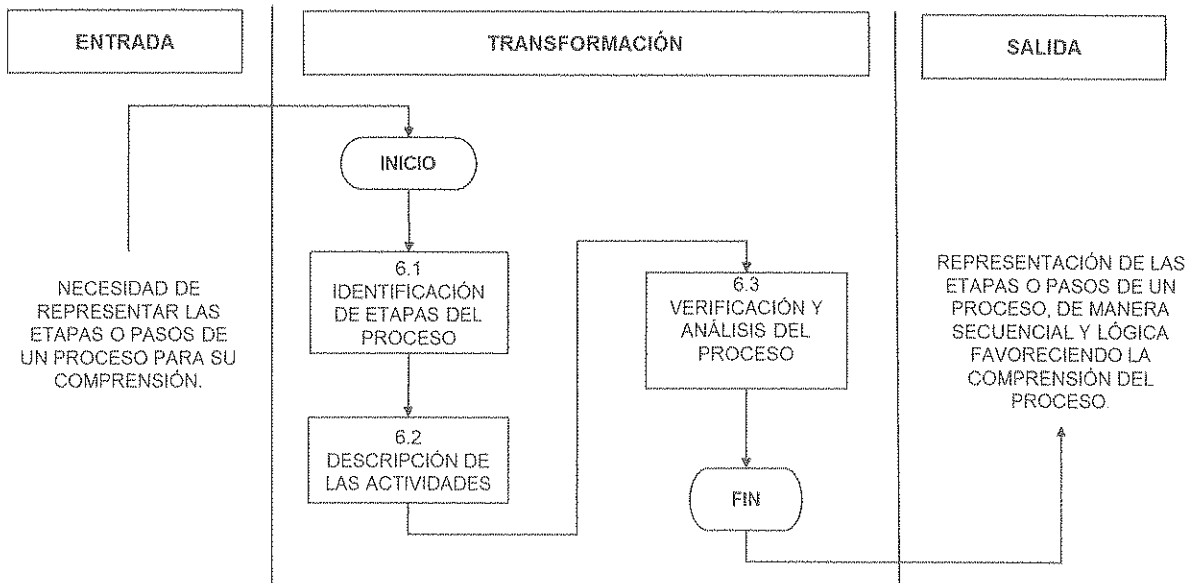 ENTRADA
TRANSFORMACIÓN
SALIDA
NECESIDAD DE
REPRESENTAR LAS
ETAPAS O PASOS DE
UN PROCESO PARA SU
COMPRENSIÓN.
INICIO
6.1
IDENTIFICACIÓN
DE ETAPAS DEL
PROCESO
6.2
DESCRIPCIÓN DE
LAS ACTIVIDADES
6.3
VERIFICACIÓN Y
ANÁLISIS DEL
PROCESO
FIN
REPRESENTACIÓN DE LAS
ETAPAS O PASOS DE UN
PROCESO, DE MANERA
SECUENCIAL Y LÓGICA
FAVORECIENDO LA
COMPRENSIÓN DEL
PROCESO.